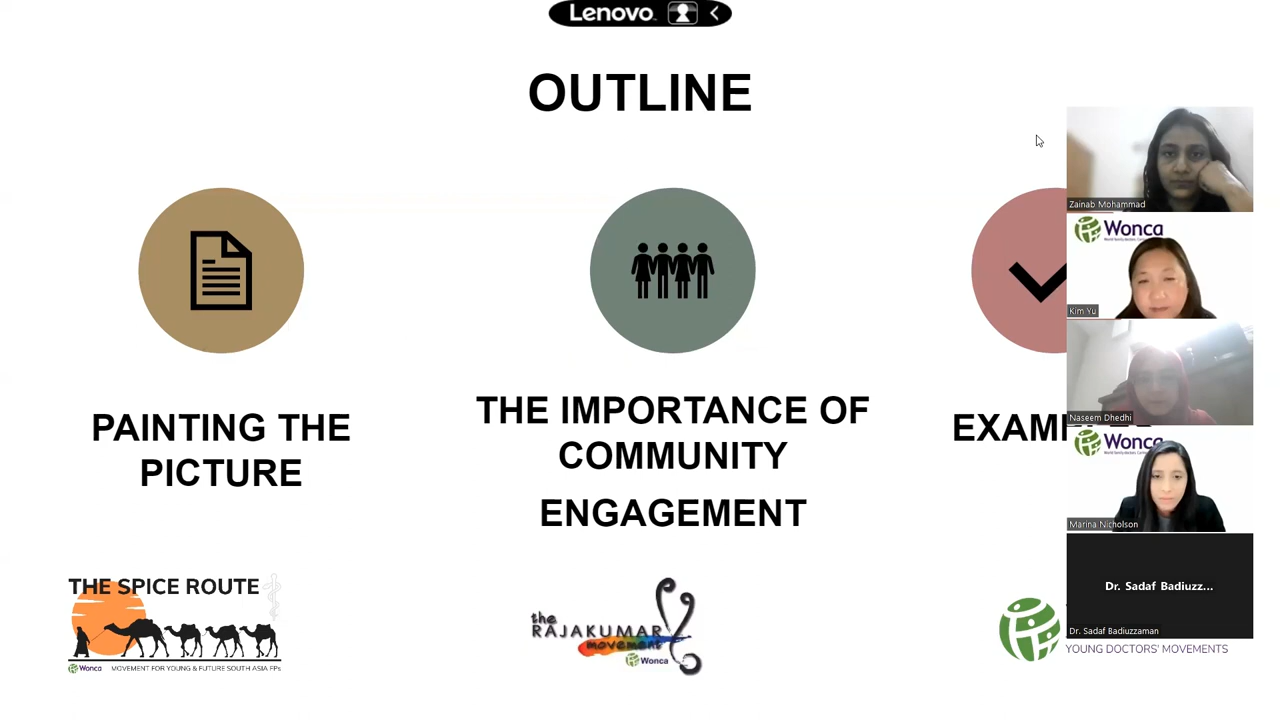 Lenovo
OUTLINE
Zainab Mohammad
Wonca
Kim Yu
Naseem Dhedhi
Wonca
Marina Nicholson
Dr. Sadaf Badiuzz...
Dr. Sadaf Badiuzzaman
PAINTING THE
PICTURE
THE IMPORTANCE OF
COMMUNITY
ENGAGEMENT
THE SPICE ROUTE
Wonca MOVEMENT FOR YOUNG & FUTURE SOUTH ASIA FPs
the
RAJAKUMAR
movement
Wonca
YOUNG DOCTORS' MOVEMENTS